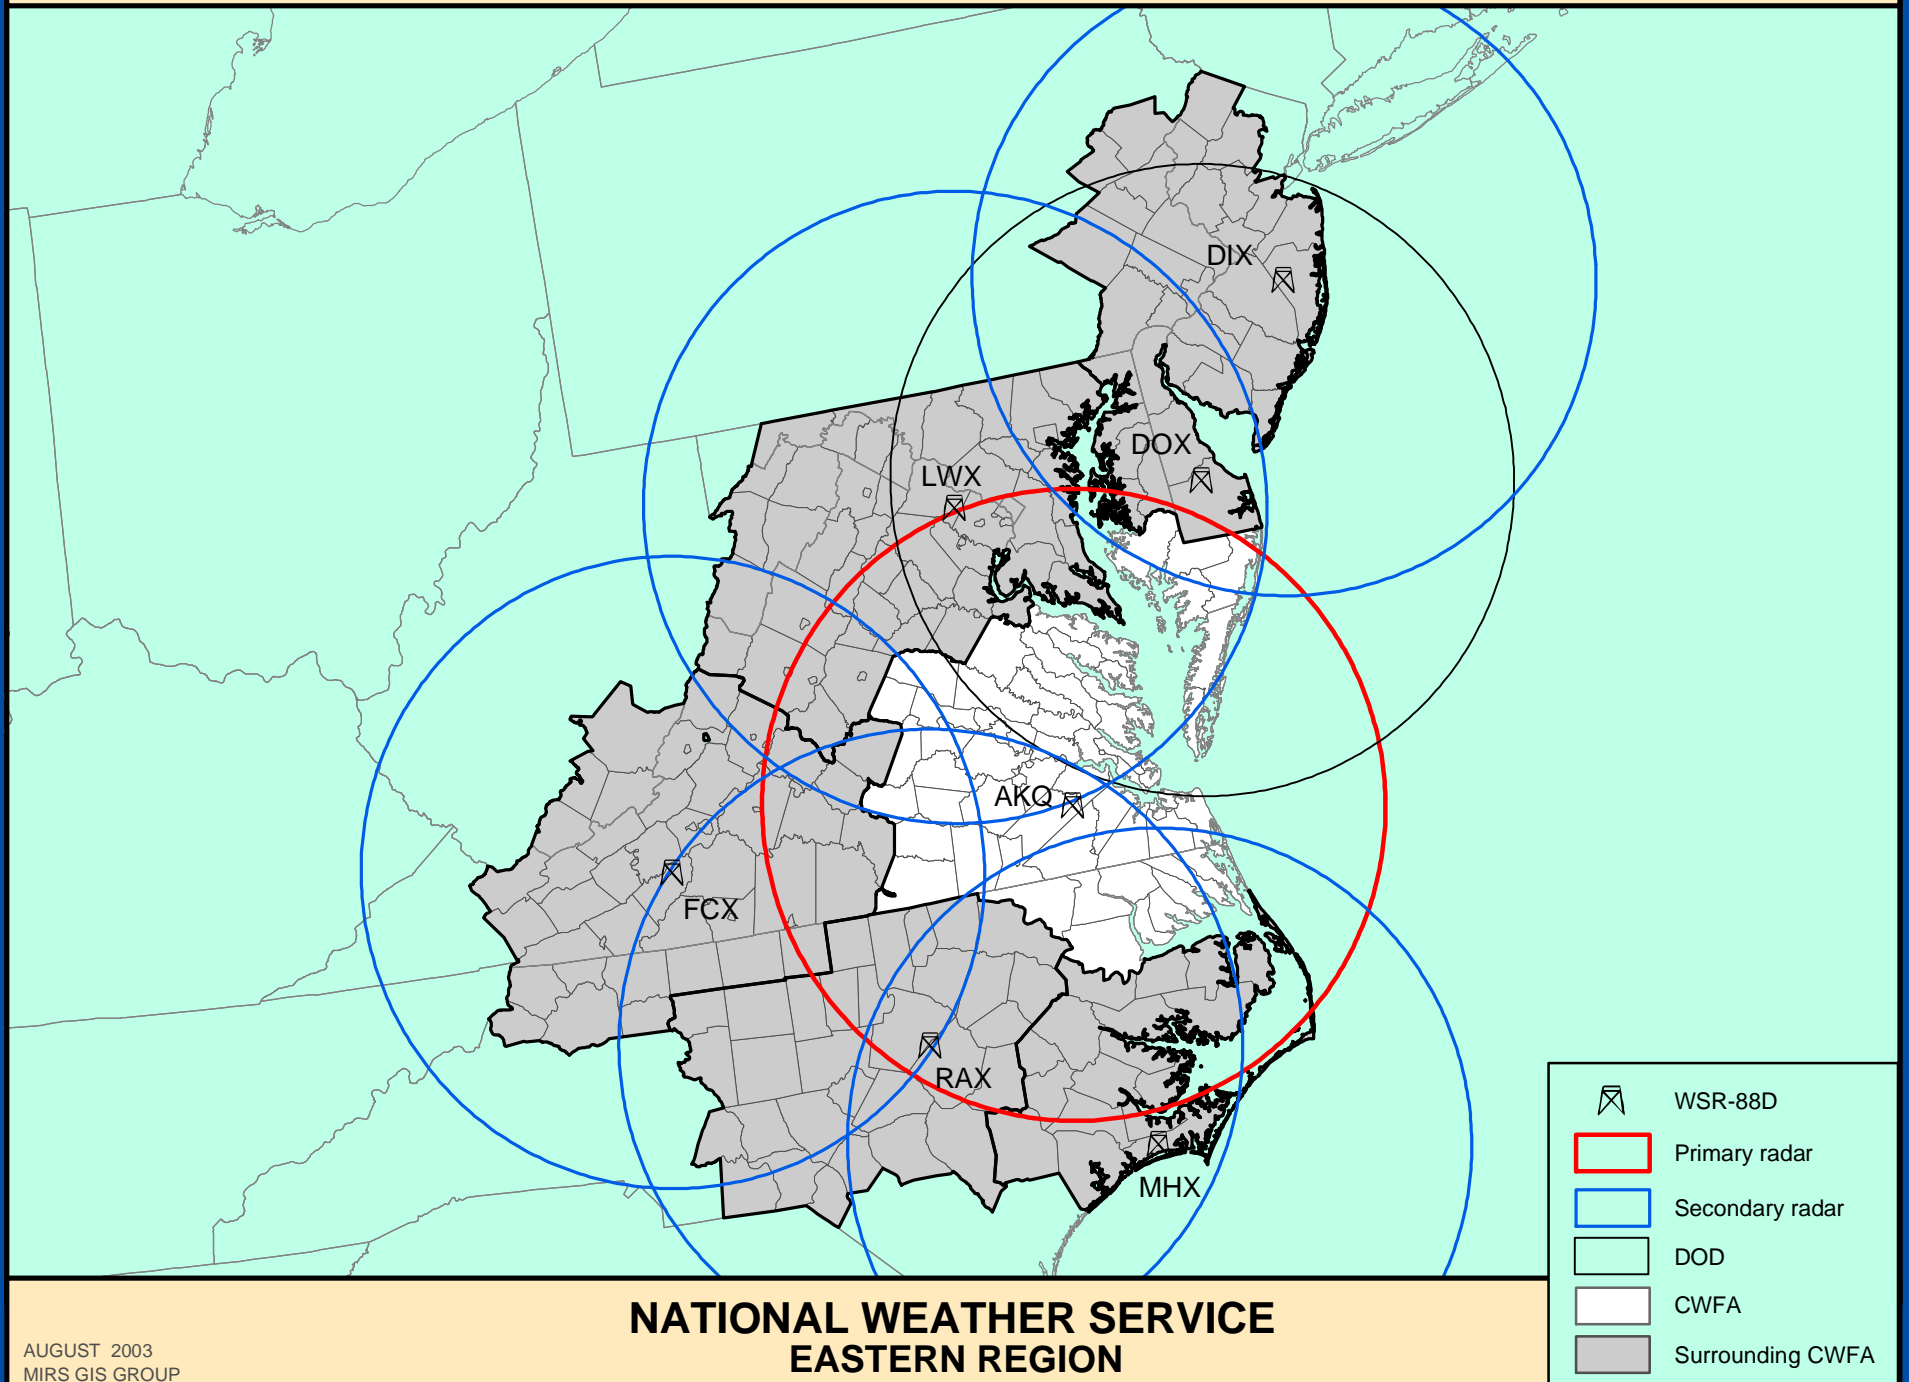 DIX
DOX
LWX
AKQ
FCX
RAX
MHX
WSR-88D
Primary radar
Secondary radar
DOD
CWFA
Surrounding CWFA
NATIONAL WEATHER SERVICE
EASTERN REGION
AUGUST 2003
MIRS GIS GROUP